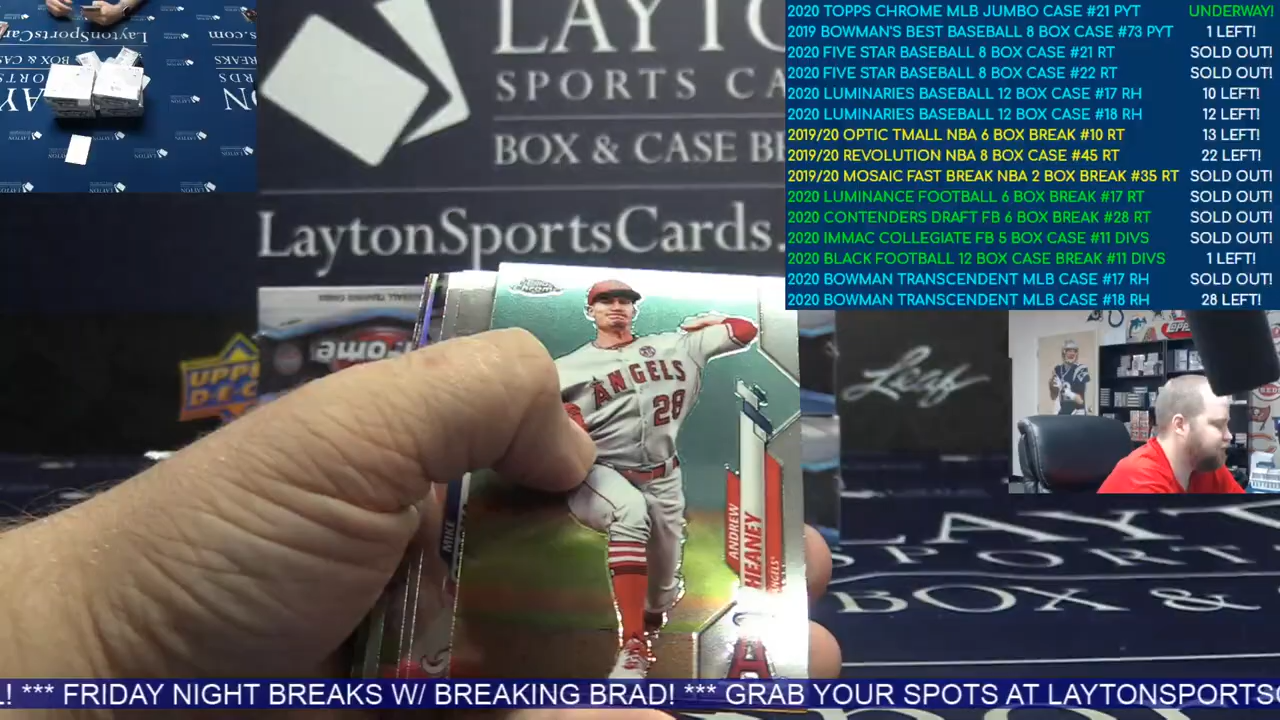 2020 TOPPS CHROME MLB JUMBO CASE #21 PYT UNDERWAY!
2019 BOWMAN'S BEST BASEBALL 8 BOX CASE #73 PYT 1 LEFT!
2020 FIVE STAR BASEBALL 8 BOX CASE #21 RT SOLD OUT!
2020 FIVE STAR BASEBALL 8 BOX CASE #22 RT SOLD OUT!
2020 LUMINARIES BASEBALL 12 BOX CASE #17 RH 10 LEFT!
2020 LUMINARIES BASEBALL 12 BOX CASE #18 RH 12 LEFT!
2019/20 OPTIC TMALL NBA 6 BOX BREAK #10 RT 13 LEFT!
2019/20 REVOLUTION NBA 8 BOX CASE #45 RT 22 LEFT!
2019/20 MOSAIC FAST BREAK NBA 2 BOX BREAK #35 RT SOLD OUT!
2020 LUMINANCE FOOTBALL 6 BOX BREAK #17 RT SOLD OUT!
2020 CONTENDERS DRAFT FB 6 BOX BREAK #28 RT SOLD OUT!
2020 IMMAC COLLEGIATE FB 5 BOX CASE #11 DIVS SOLD OUT!
2020 BLACK FOOTBALL 12 BOX CASE BREAK #11 DIVS 1 LEFT!
2020 BOWMAN TRANSCENDENT MLB CASE #17 RH SOLD OUT!
2020 BOWMAN TRANSCENDENT MLB CASE #18 RH 28 LEFT!
LAYTO
SPORTS CA
BOX & CASE BR
LaytonSportsCards.
UPPE
DEC
Leaf
ANGELS
28
ANDREW
HEANEY
ANGELS
MIKE
LAYT
SPORT
BOX &
L! *** FRIDAY NIGHT BREAKS W/ BREAKING BRAD! *** GRAB YOUR SPOTS AT LAYTONSPORTSC